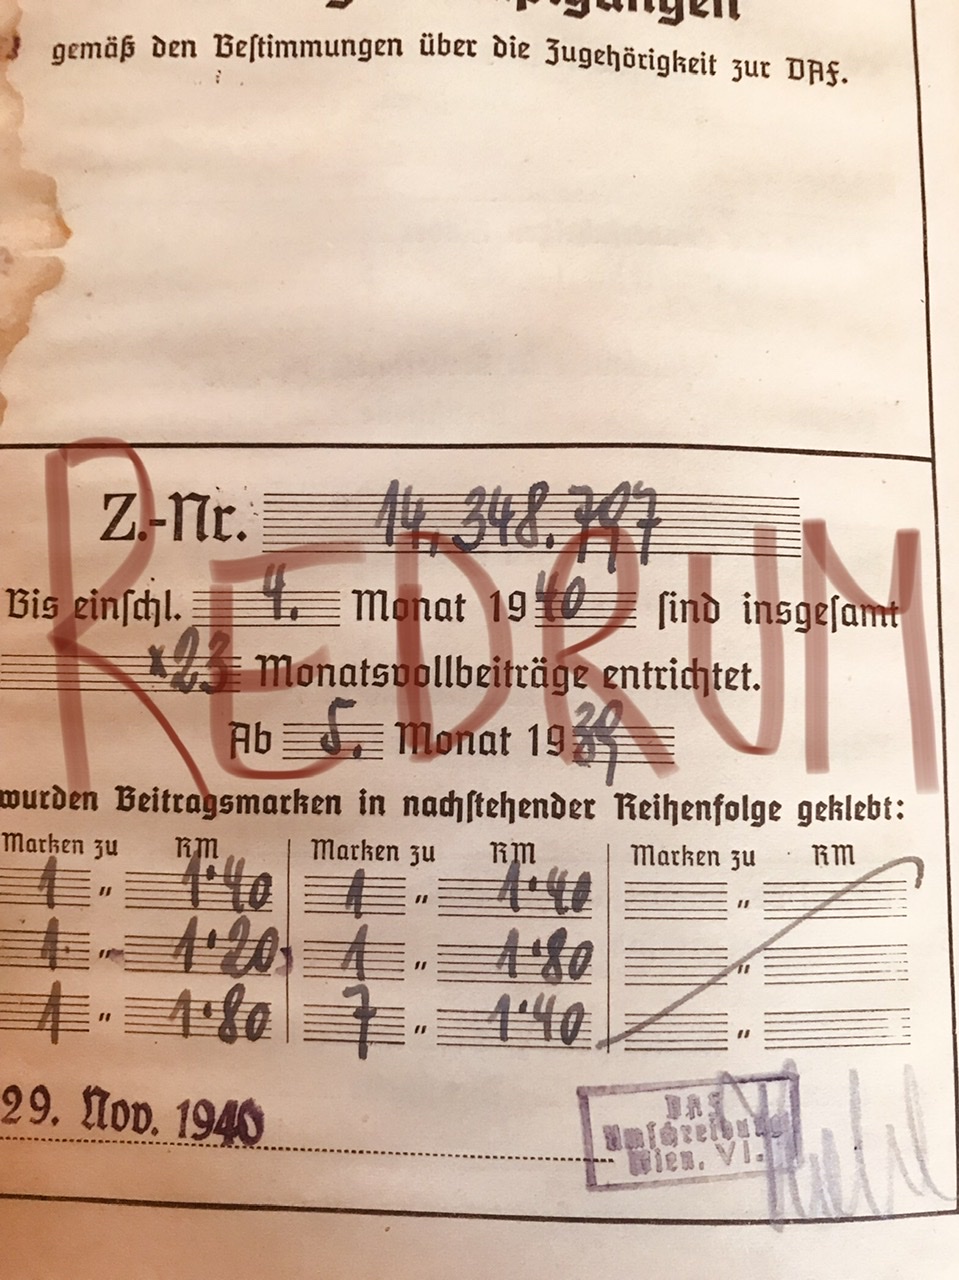 gemäß den Bestimmungen über die Zugehörigkeit zur DAF.
Z.-Nr. 14,348.797
Bis einschl. 4. Monat 1940 sind insgesamt
x23 Monatsvollbeiträge entrichtet.
Ab 5. Monat 1939
REDRUM
wurden Beitragsmarken in nachstehender Reihenfolge geklebt:
Marken zu RM Marken zu RM Marken zu RM
1 " 1·40 1 " 1·40 "
1 " 1·20 1 " 1·80 "
1 " 1·80 7 " 1·40 "
29. Nov. 1940
DAF
Umschreibung
Wien, VI.